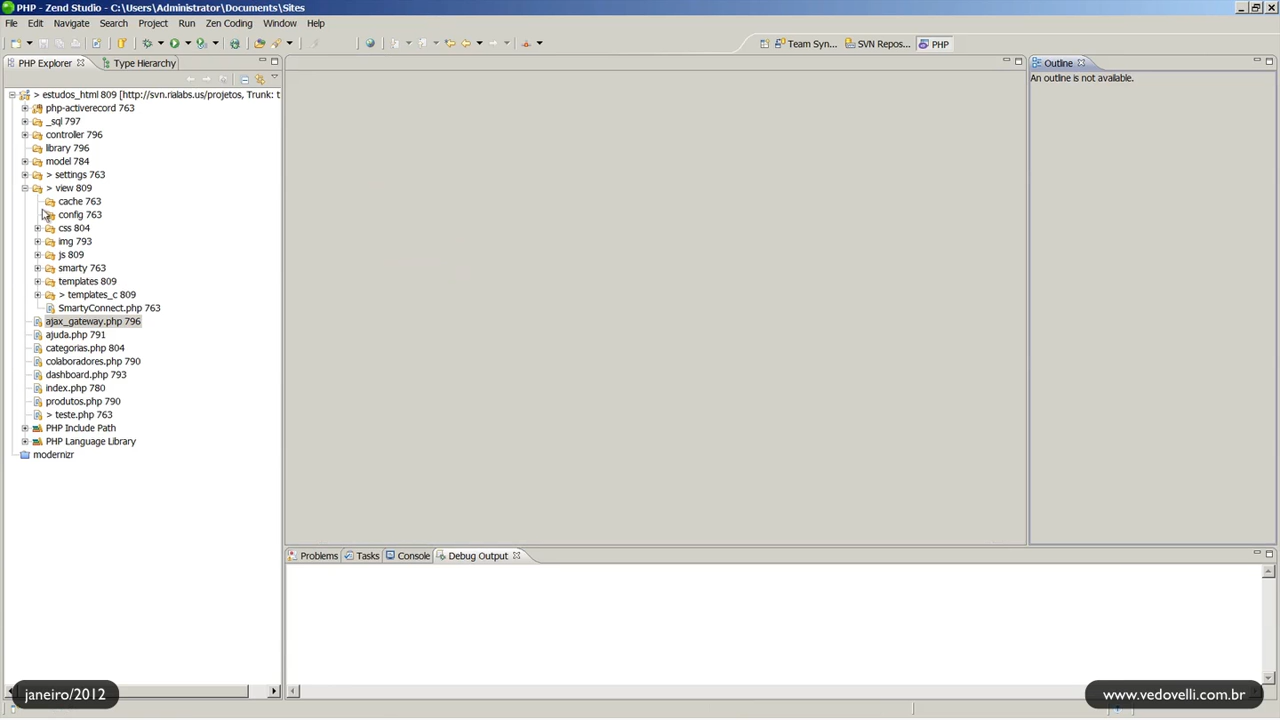 PHP - Zend Studio - C:\Users\Administrator\Documents\Sites
File Edit Navigate Search Project Run Zen Coding Window Help
Team Syn... SVN Repos... PHP
PHP Explorer Type Hierarchy
Outline
An outline is not available.
> estudos_html 809 [http://svn.rialabs.us/projetos, Trunk: t
php-activerecord 763
_sql 797
controller 796
library 796
model 784
> settings 763
> view 809
cache 763
config 763
css 804
img 793
js 809
smarty 763
templates 809
> templates_c 809
SmartyConnect.php 763
ajax_gateway.php 796
ajuda.php 791
categorias.php 804
colaboradores.php 790
dashboard.php 793
index.php 780
produtos.php 790
> teste.php 763
PHP Include Path
PHP Language Library
modernizr
Problems Tasks Console Debug Output
janeiro/2012
www.vedovelli.com.br